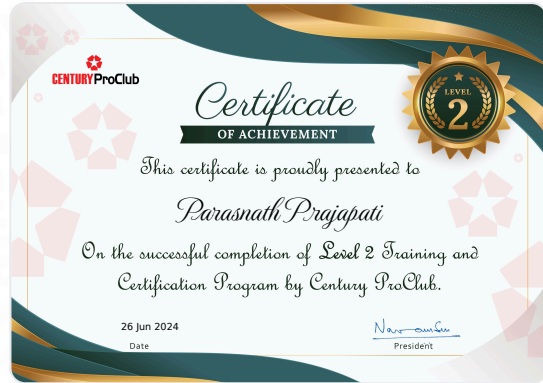 CENTURY ProClub
Certificate
OF ACHIEVEMENT
LEVEL
2
This certificate is proudly presented to
Parasnath Prajapati
On the successful completion of Level 2 Training and
Certification Program by Century ProClub.
26 Jun 2024
Date
President